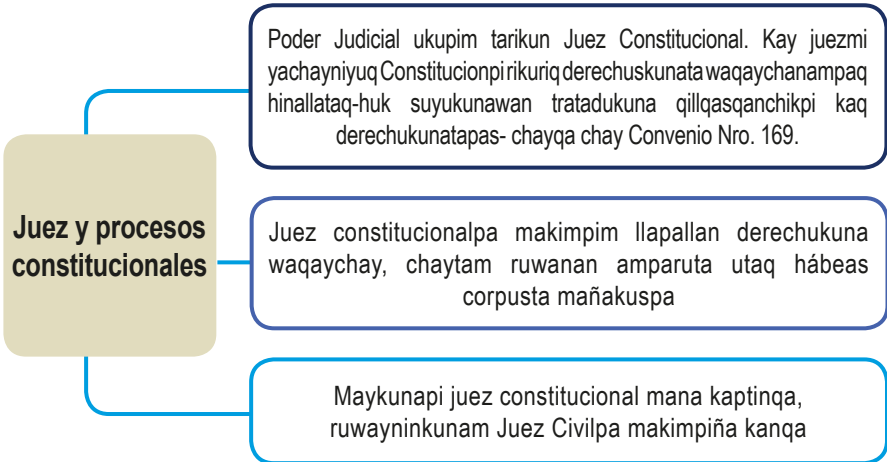 Poder Judicial ukupim tarikun Juez Constitucional. Kay juezmi
yachayniyuq Constitucionpi rikuriq derechuskunata waqaychanampaq
hinallataq-huk suyukunawan tratadukuna qillqasqanchikpi kaq
derechukunatapas- chayqa chay Convenio Nro. 169.
Juez y procesos
constitucionales
Juez constitucionalpa makimpim llapallan derechukuna
waqaychay, chaytam ruwanan amparuta utaq hábeas
corpusta mañakuspa
Maykunapi juez constitucional mana kaptinqa,
ruwayninkunam Juez Civilpa makimpiña kanqa